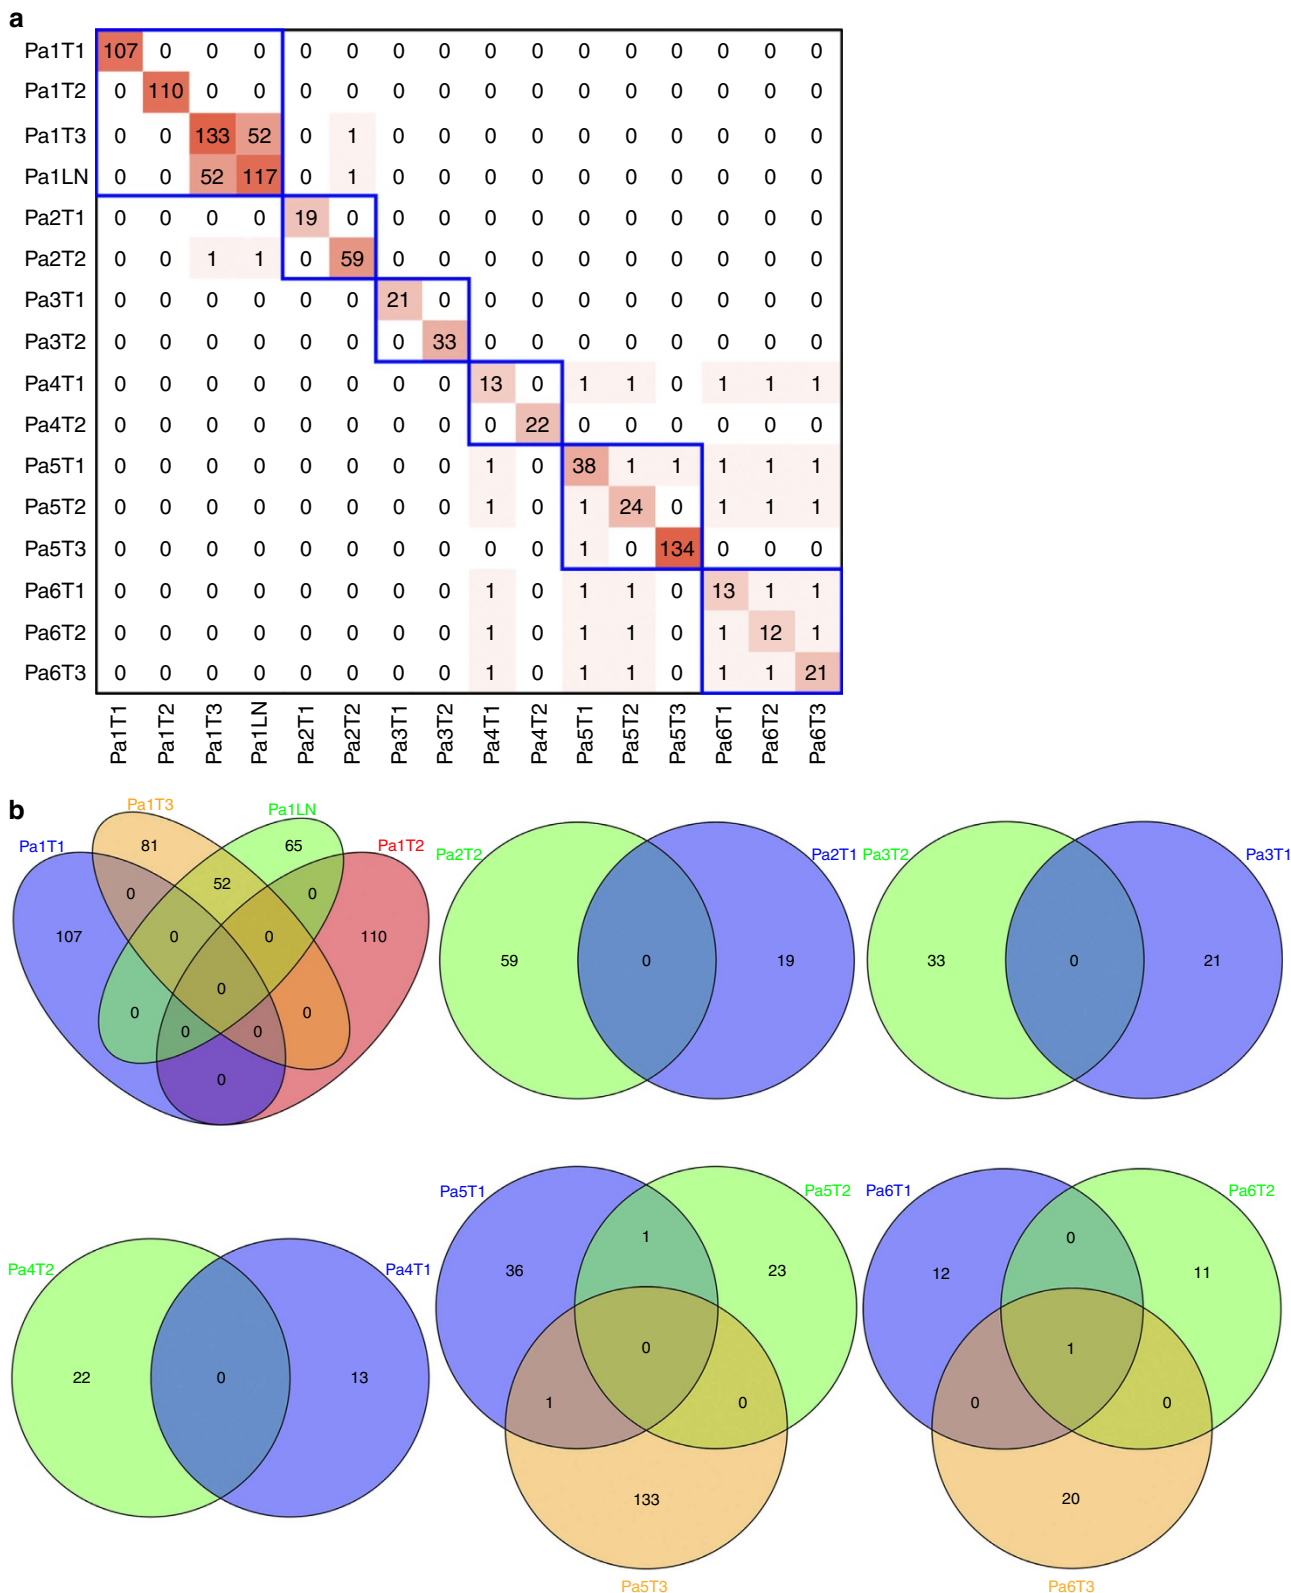 a
Pa1T1 107 0 0 0 0 0 0 0 0 0 0 0 0 0 0 0
Pa1T2 0 110 0 0 0 0 0 0 0 0 0 0 0 0 0 0
Pa1T3 0 0 133 52 0 1 0 0 0 0 0 0 0 0 0 0
Pa1LN 0 0 52 117 0 1 0 0 0 0 0 0 0 0 0 0
Pa2T1 0 0 0 0 19 0 0 0 0 0 0 0 0 0 0 0
Pa2T2 0 0 1 1 0 59 0 0 0 0 0 0 0 0 0 0
Pa3T1 0 0 0 0 0 0 21 0 0 0 0 0 0 0 0 0
Pa3T2 0 0 0 0 0 0 0 33 0 0 0 0 0 0 0 0
Pa4T1 0 0 0 0 0 0 0 0 13 0 1 1 0 1 1 1
Pa4T2 0 0 0 0 0 0 0 0 0 22 0 0 0 0 0 0
Pa5T1 0 0 0 0 0 0 0 0 1 0 38 1 1 1 1 1
Pa5T2 0 0 0 0 0 0 0 0 1 0 1 24 0 1 1 1
Pa5T3 0 0 0 0 0 0 0 0 0 0 1 0 134 0 0 0
Pa6T1 0 0 0 0 0 0 0 0 1 0 1 1 0 13 1 1
Pa6T2 0 0 0 0 0 0 0 0 1 0 1 1 0 1 12 1
Pa6T3 0 0 0 0 0 0 0 0 1 0 1 1 0 1 1 21
Pa1T1 Pa1T2 Pa1T3 Pa1LN Pa2T1 Pa2T2 Pa3T1 Pa3T2 Pa4T1 Pa4T2 Pa5T1 Pa5T2 Pa5T3 Pa6T1 Pa6T2 Pa6T3
b
Pa1T3 Pa1LN
Pa1T1 81 65 Pa1T2
0 52 0
107 0 0 110
0
0 0
0 0
0
Pa2T2 Pa2T1
59 0 19
Pa3T2 Pa3T1
33 0 21
Pa4T2 Pa4T1
22 0 13
Pa5T1 Pa5T2
1
36 23
0
1 0
133
Pa5T3
Pa6T1 Pa6T2
0
12 11
1
0 0
20
Pa6T3